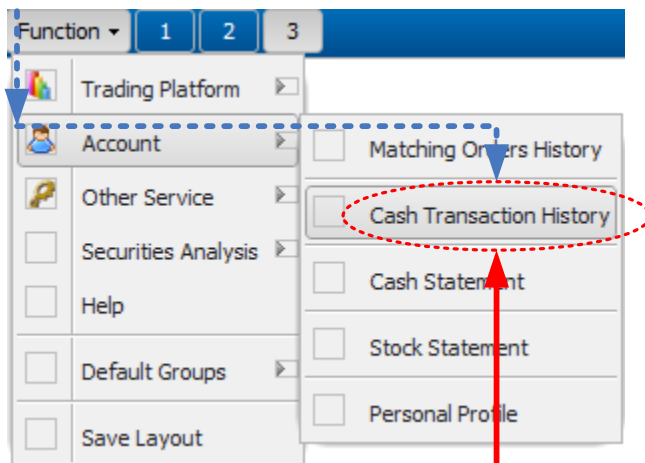 Function 1 2 3
Trading Platform
Account
Other Service
Securities Analysis
Help
Default Groups
Save Layout
Matching Orders History
Cash Transaction History
Cash Statement
Stock Statement
Personal Profile